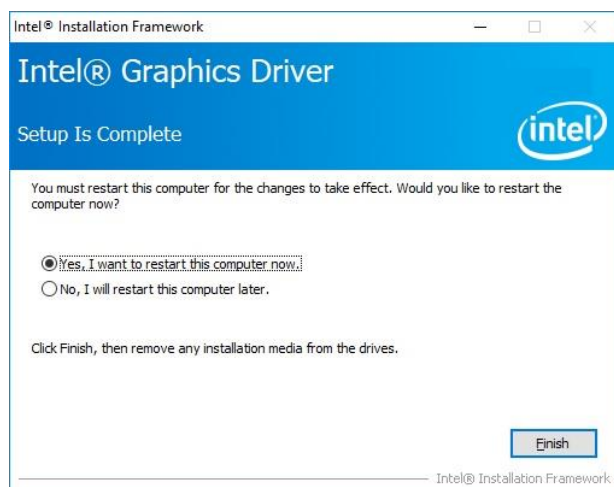 Intel® Installation Framework
Intel® Graphics Driver
Setup Is Complete
intel
You must restart this computer for the changes to take effect. Would you like to restart the
computer now?
Yes, I want to restart this computer now.
No, I will restart this computer later.
Click Finish, then remove any installation media from the drives.
Finish
Intel® Installation Framework